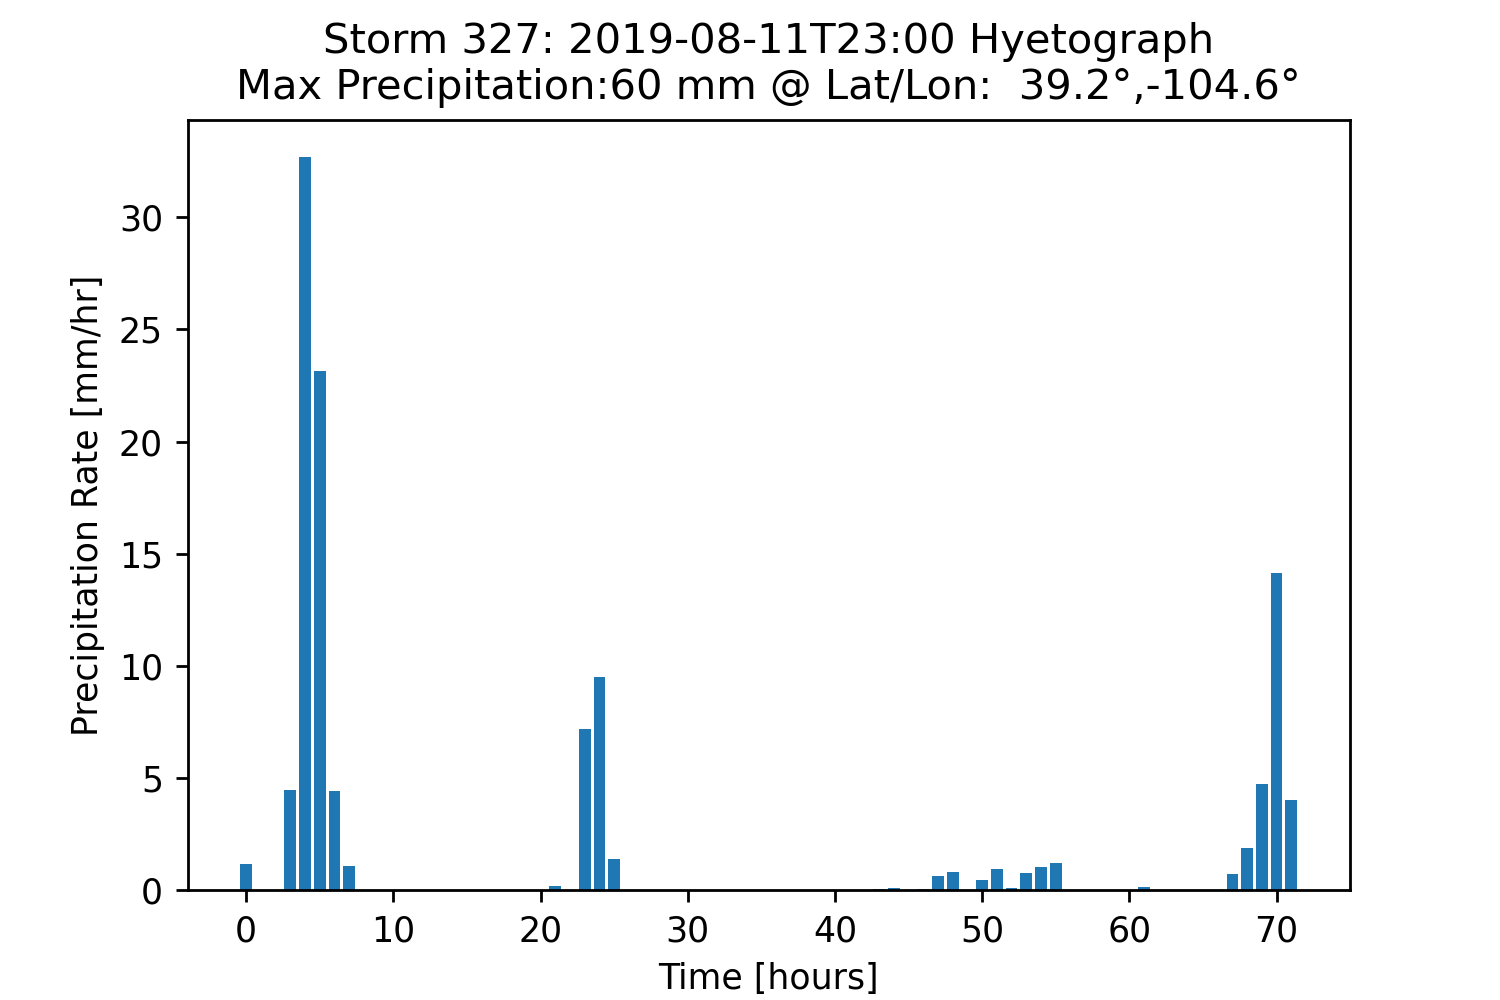 Storm 327: 2019-08-11T23:00 Hyetograph
Max Precipitation:60 mm @ Lat/Lon:  39.2°,-104.6°
Precipitation Rate [mm/hr]
30
25
20
15
10
5
0
0 10 20 30 40 50 60 70
Time [hours]